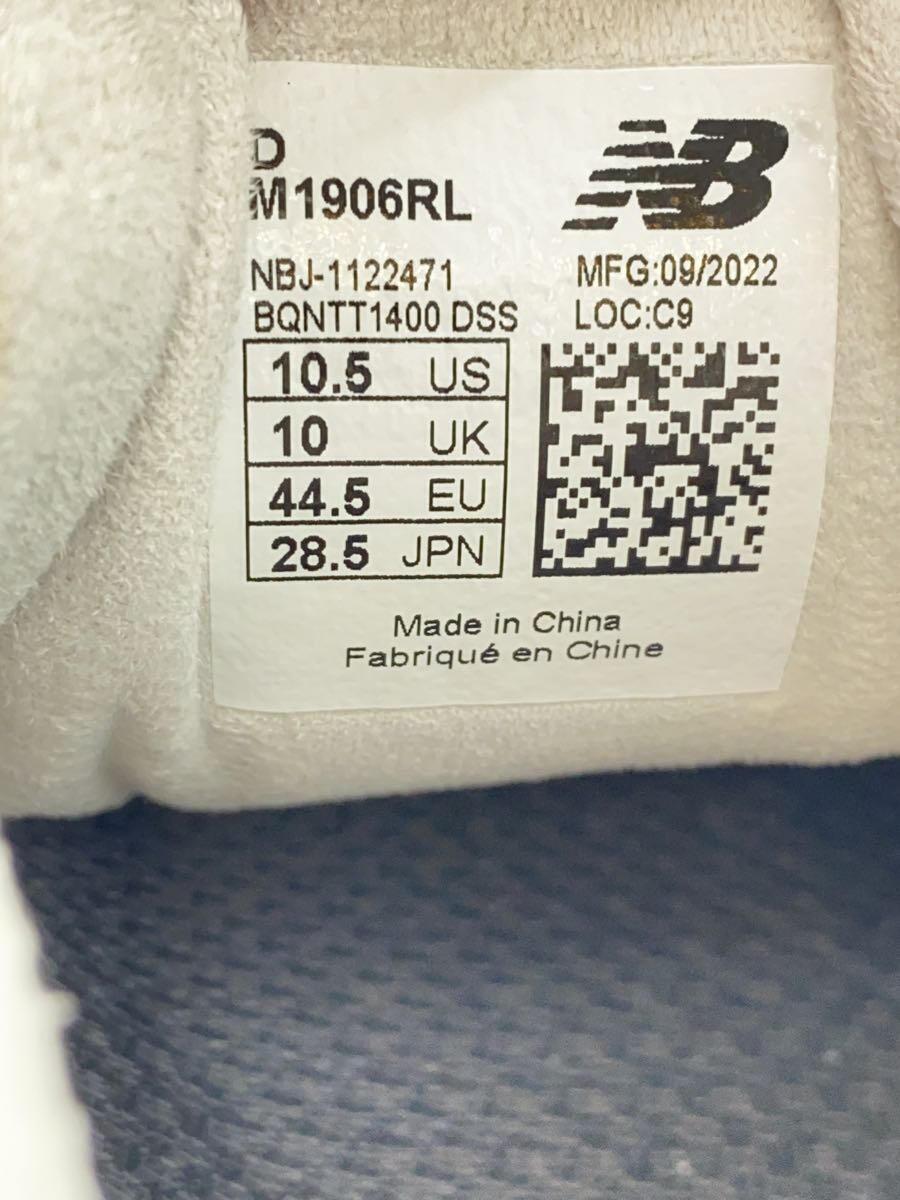 D
M1906RL
NB
NBJ-1122471 MFG:09/2022
BQNTT1400 DSS LOC:C9
10.5 US
10 UK
44.5 EU
28.5 JPN
Made in China
Fabriqué en Chine